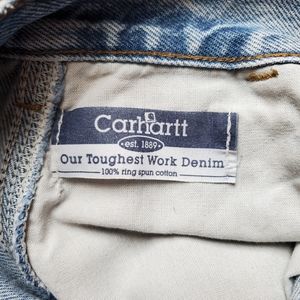 Carhartt
est. 1889
Our Toughest Work Denim
100% ring spun cotton